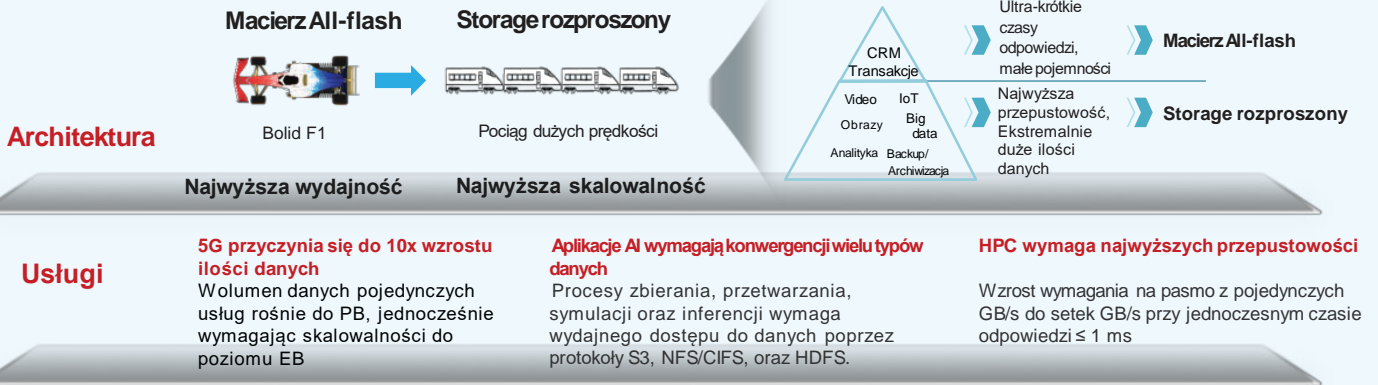 Macierz All-flash
Storage rozproszony
Bolid F1
Pociąg dużych prędkości
Architektura
Najwyższa wydajność
Najwyższa skalowalność
CRM
Transakcje
Video
IoT
Obrazy
Big
data
Analityka
Backup/
Archiwizacja
Ultra-krótkie
czasy
odpowiedzi,
małe pojemności
Macierz All-flash
Najwyższa
przepustowość,
Ekstremalnie
duże ilości
danych
Storage rozproszony
Usługi
5G przyczynia się do 10x wzrostu
ilości danych
Wolumen danych pojedynczych
usług rośnie do PB, jednocześnie
wymagając skalowalności do
poziomu EB
Aplikacje AI wymagają konwergencji wielu typów
danych
Procesy zbierania, przetwarzania,
symulacji oraz inferencji wymaga
wydajnego dostępu do danych poprzez
protokoły S3, NFS/CIFS, oraz HDFS.
HPC wymaga najwyższych przepustowości
Wzrost wymagania na pasmo z pojedynczych
GB/s do setek GB/s przy jednoczesnym czasie
odpowiedzi ≤ 1 ms